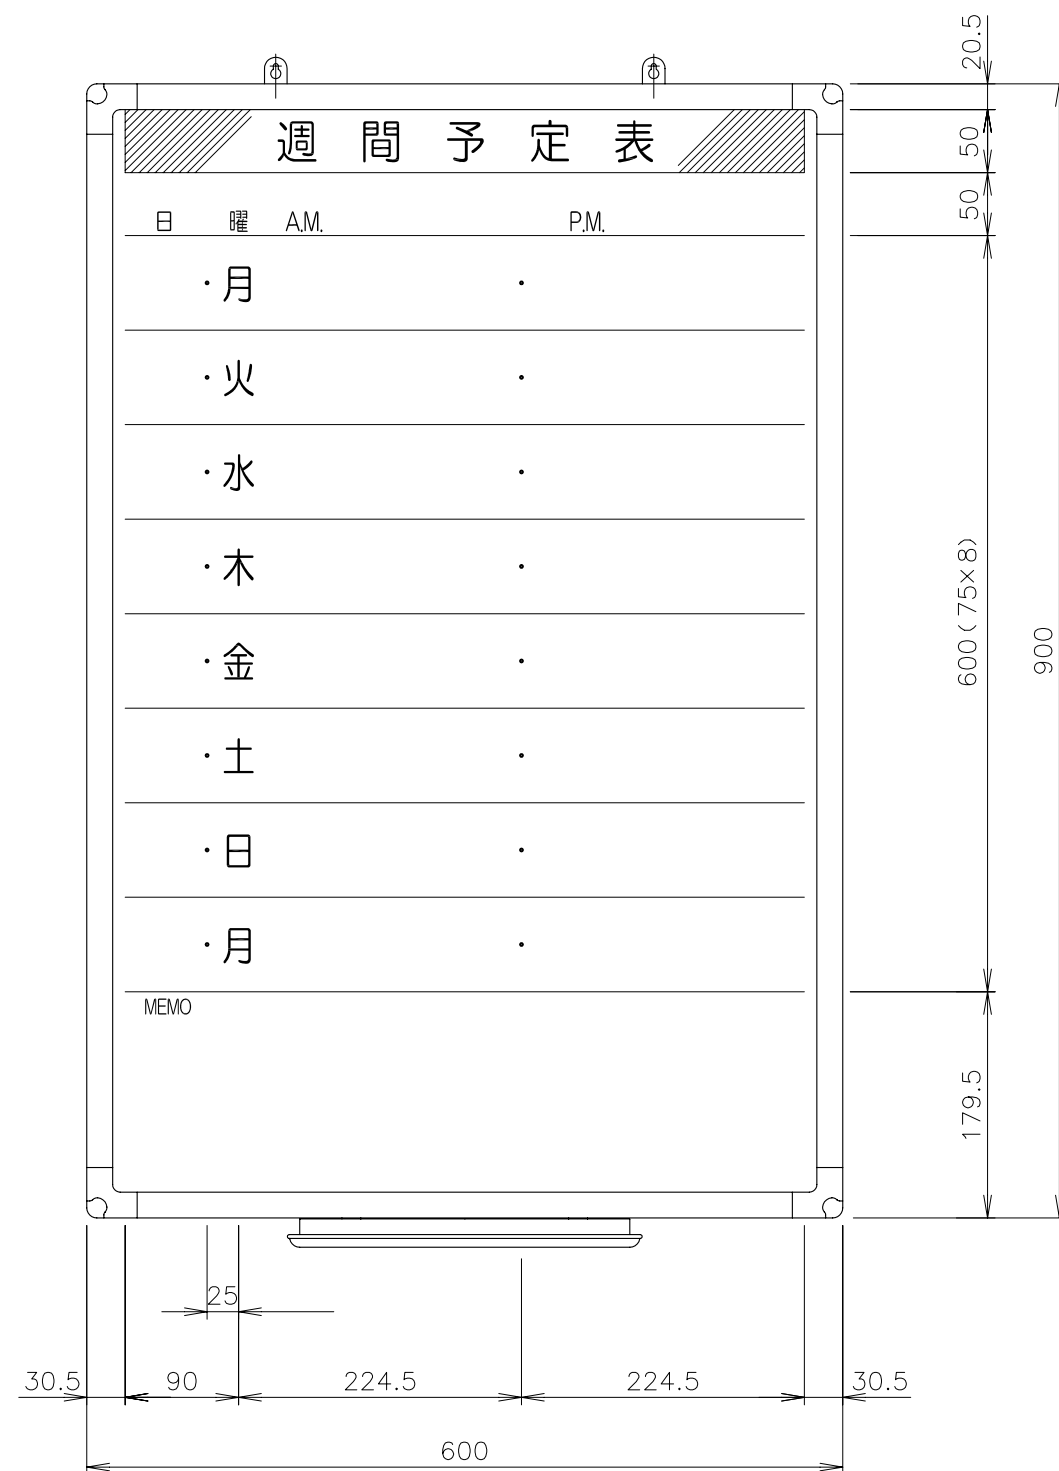 20.5
週間予定表
50
50
日 曜 A.M. P.M.
・月 ・
・火 ・
・水 ・
・木 ・
600(75×8)
900
・金 ・
・土 ・
・日 ・
・月 ・
MEMO
179.5
25
30.5 90 224.5 224.5 30.5
600